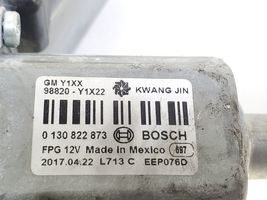 GM Y1XX
98820 - Y1X22 KWANG JIN
0 130 822 873 BOSCH
FPG 12V Made in Mexico 697
2017.04.22 L713 C EEP076D